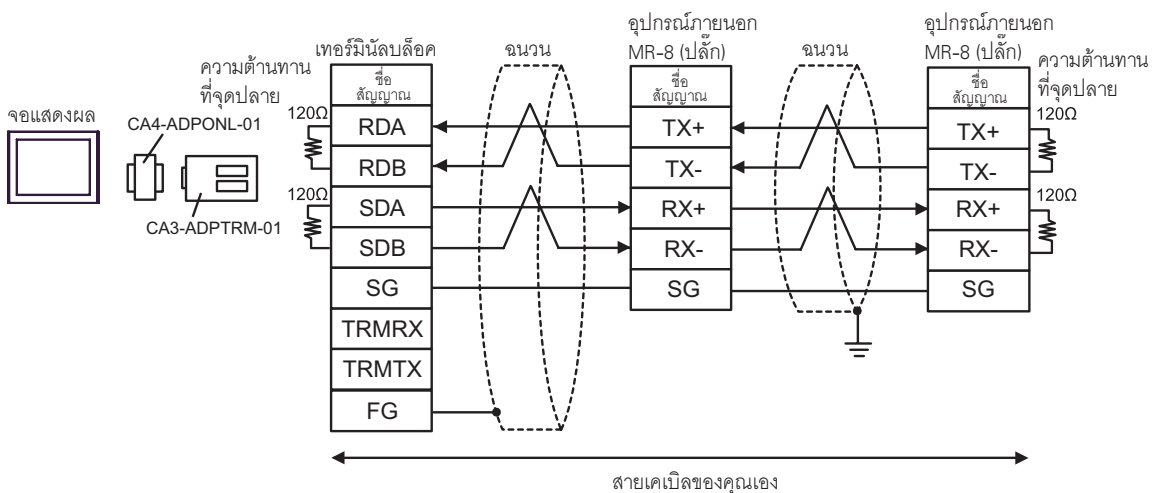 อุปกรณ์ภายนอก
อุปกรณ์ภายนอก
เทอร์มินัลบล็อค
ฉนวน
MR-8 (ปลั๊ก)
ฉนวน
MR-8 (ปลั๊ก)
ความต้านทาน
ที่จุดปลาย
ความต้านทาน
ที่จุดปลาย
จอแสดงผล
CA4-ADPONL-01
CA3-ADPTRM-01
120Ω
120Ω
ชื่อ
สัญญาณ
RDA
RDB
SDA
SDB
SG
TRMRX
TRMTX
FG
ชื่อ
สัญญาณ
TX+
TX-
RX+
RX-
SG
ชื่อ
สัญญาณ
TX+
TX-
RX+
RX-
SG
120Ω
120Ω
สายเคเบิลของคุณเอง